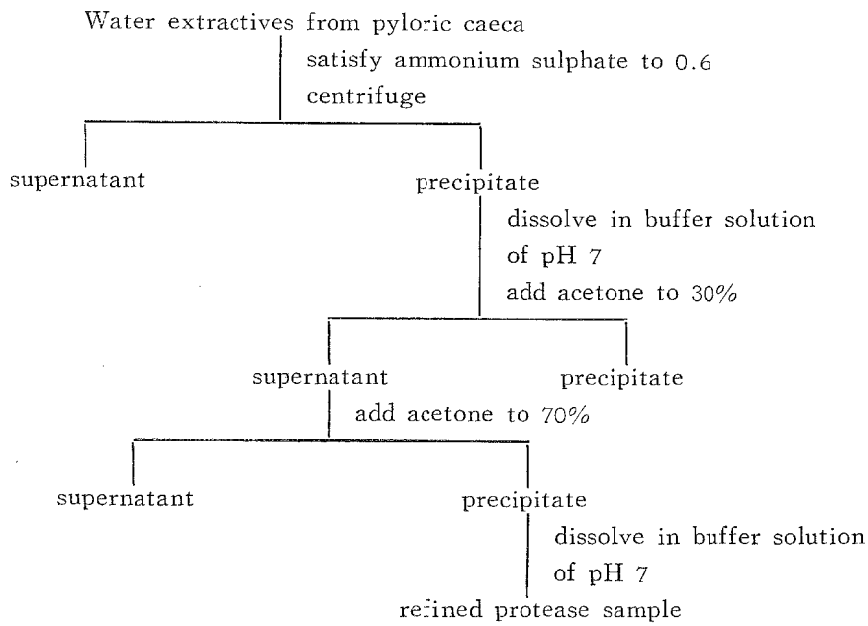 Water extractives from pyloric caeca
satisfy ammonium sulphate to 0.6
centrifuge
supernatant
precipitate
dissolve in buffer solution
of pH 7
add acetone to 30%
supernatant
precipitate
add acetone to 70%
supernatant
precipitate
dissolve in buffer solution
of pH 7
refined protease sample